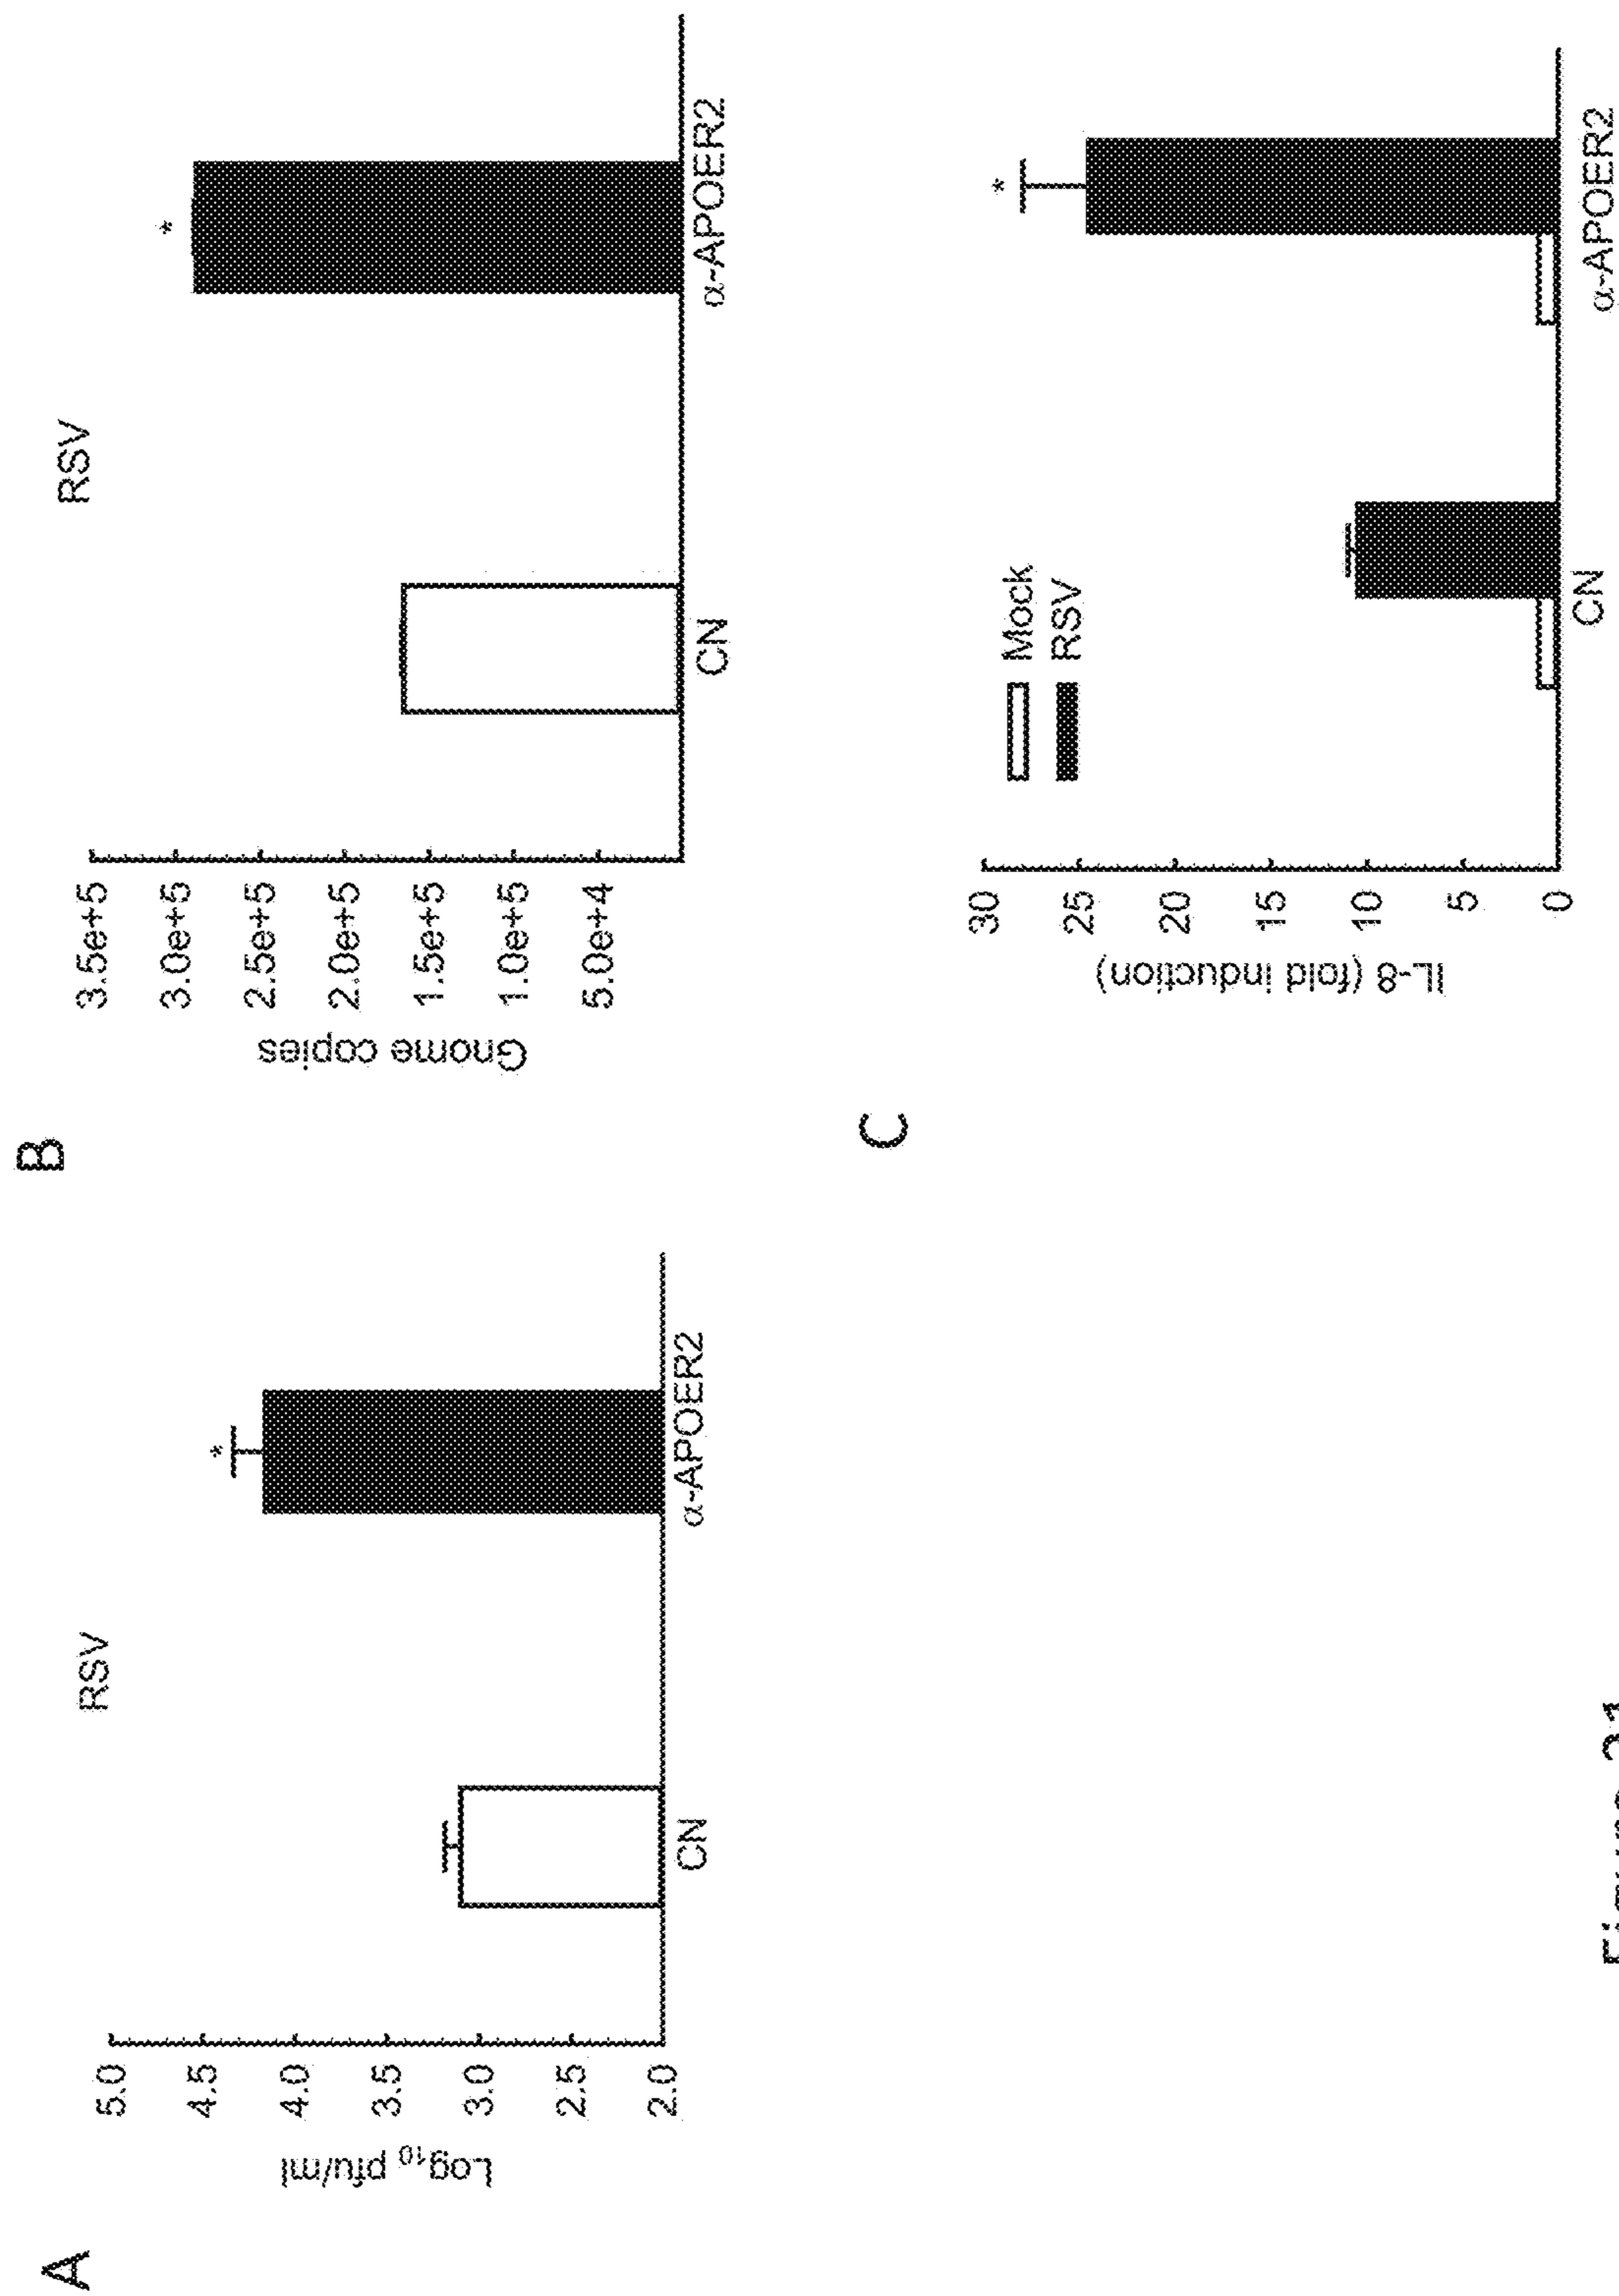 A
RSV
Log10 pfu/ml
5.0
4.5
4.0
3.5
3.0
2.5
2.0
*
CN
α-APOER2
B
RSV
Gnome copies
3.5e+5
3.0e+5
2.5e+5
2.0e+5
1.5e+5
1.0e+5
5.0e+4
*
CN
α-APOER2
C
IL-8 (fold induction)
30
25
20
15
10
5
0
Mock
RSV
*
CN
α-APOER2
Figure 21